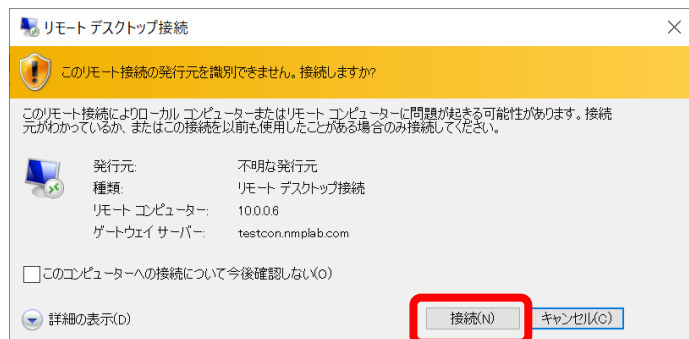 リモート デスクトップ接続
このリモート接続の発行元を識別できません。接続しますか?
このリモート接続によりローカル コンピューターまたはリモート コンピューターに問題が起きる可能性があります。接続
元がわかっているか、またはこの接続を以前も使用したことがある場合のみ接続してください。
発行元: 不明な発行元
種類: リモート デスクトップ接続
リモート コンピューター: 10.0.0.6
ゲートウェイ サーバー: testcon.nmplab.com
このコンピューターへの接続について今後確認しない(O)
詳細の表示(D) 接続(N) キャンセル(C)